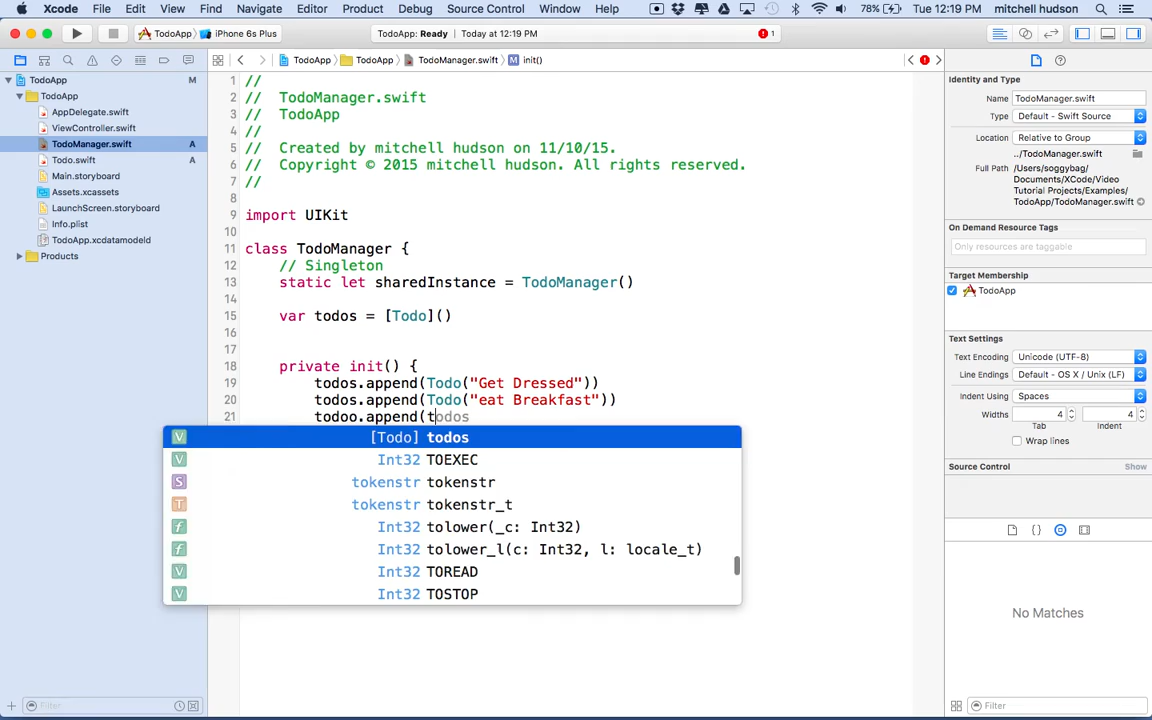 Xcode File Edit View Find Navigate Editor Product Debug Source Control Window Help 78% Tue 12:19 PM mitchell hudson
TodoApp iPhone 6s Plus TodoApp: Ready Today at 12:19 PM 1
TodoApp M
TodoApp
AppDelegate.swift
ViewController.swift
TodoManager.swift A
Todo.swift A
Main.storyboard
Assets.xcassets
LaunchScreen.storyboard
Info.plist
TodoApp.xcdatamodeld
Products
Filter
TodoApp TodoApp TodoManager.swift M init()
1 //
2 // TodoManager.swift
3 // TodoApp
4 //
5 // Created by mitchell hudson on 11/10/15.
6 // Copyright © 2015 mitchell hudson. All rights reserved.
7 //
8
9 import UIKit
10
11 class TodoManager {
12 // Singleton
13 static let sharedInstance = TodoManager()
14
15 var todos = [Todo]()
16
17
18 private init() {
19 todos.append(Todo("Get Dressed"))
20 todos.append(Todo("eat Breakfast"))
21 todoo.append(todos
V [Todo] todos
V Int32 TOEXEC
S tokenstr tokenstr
T tokenstr tokenstr_t
f Int32 tolower(_c: Int32)
f Int32 tolower_l(c: Int32, l: locale_t)
V Int32 TOREAD
V Int32 TOSTOP
Identity and Type
Name TodoManager.swift
Type Default - Swift Source
Location Relative to Group
../TodoManager.swift
Full Path /Users/soggybag/
Documents/XCode/Video
Tutorial Projects/Examples/
TodoApp/TodoManager.swift
On Demand Resource Tags
Only resources are taggable
Target Membership
TodoApp
Text Settings
Text Encoding Unicode (UTF-8)
Line Endings Default - OS X / Unix (LF)
Indent Using Spaces
Widths 4 4
Tab Indent
Wrap lines
Source Control Show
No Matches
Filter